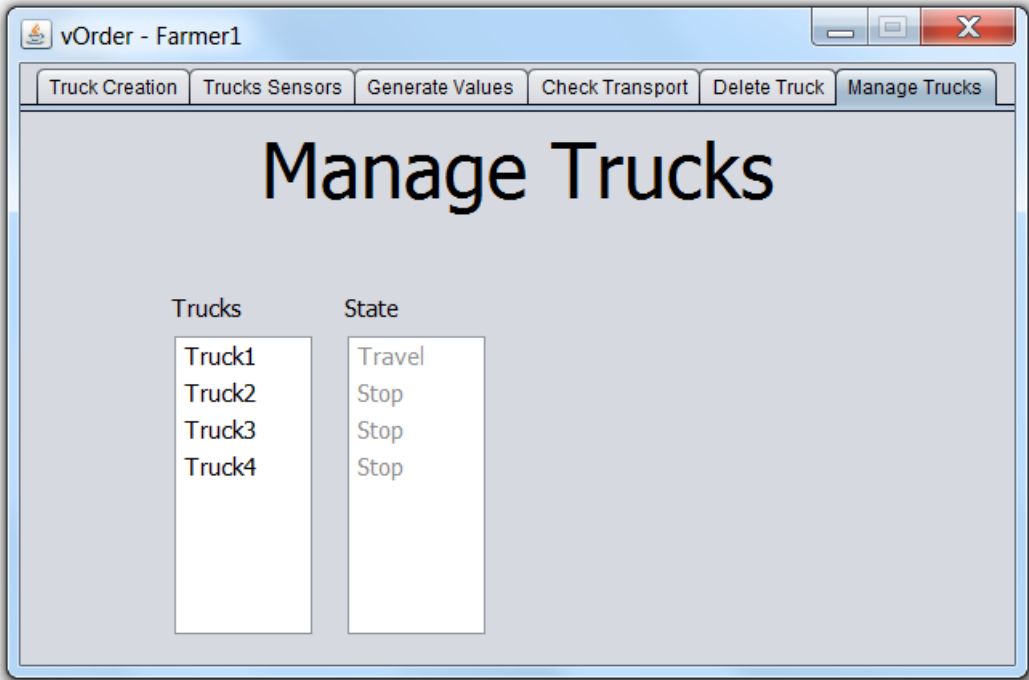 vOrder - Farmer1
Truck Creation Trucks Sensors Generate Values Check Transport Delete Truck Manage Trucks
Manage Trucks
Trucks State
Truck1 Travel
Truck2 Stop
Truck3 Stop
Truck4 Stop